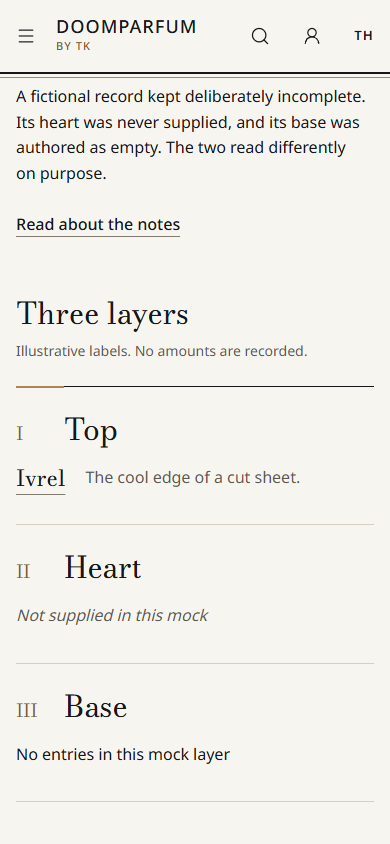 DOOMPARFUM
BY TK
TH
A fictional record kept deliberately incomplete.
Its heart was never supplied, and its base was
authored as empty. The two read differently
on purpose.
Read about the notes
Three layers
Illustrative labels. No amounts are recorded.
I Top
Ivrel The cool edge of a cut sheet.
II Heart
Not supplied in this mock
III Base
No entries in this mock layer